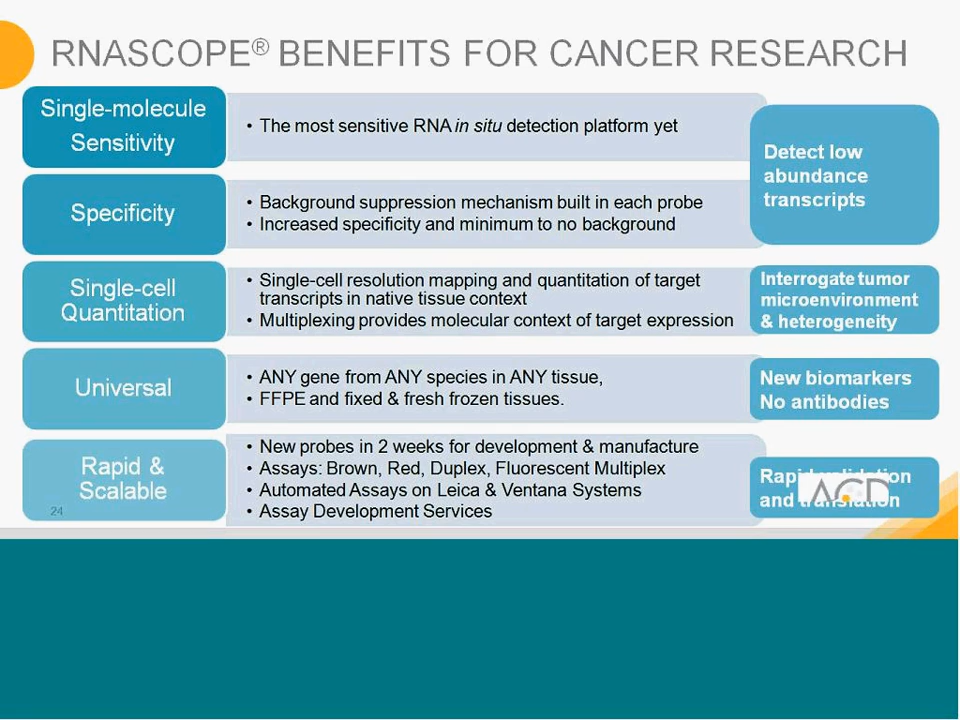 RNASCOPE® BENEFITS FOR CANCER RESEARCH
Single-molecule
Sensitivity
• The most sensitive RNA in situ detection platform yet
Detect low
abundance
transcripts
Specificity
• Background suppression mechanism built in each probe
• Increased specificity and minimum to no background
Single-cell
Quantitation
• Single-cell resolution mapping and quantitation of target
transcripts in native tissue context
• Multiplexing provides molecular context of target expression
Interrogate tumor
microenvironment
& heterogeneity
Universal
• ANY gene from ANY species in ANY tissue,
• FFPE and fixed & fresh frozen tissues.
New biomarkers
No antibodies
Rapid &
Scalable
• New probes in 2 weeks for development & manufacture
• Assays: Brown, Red, Duplex, Fluorescent Multiplex
• Automated Assays on Leica & Ventana Systems
• Assay Development Services
Rapid validation
and translation
24